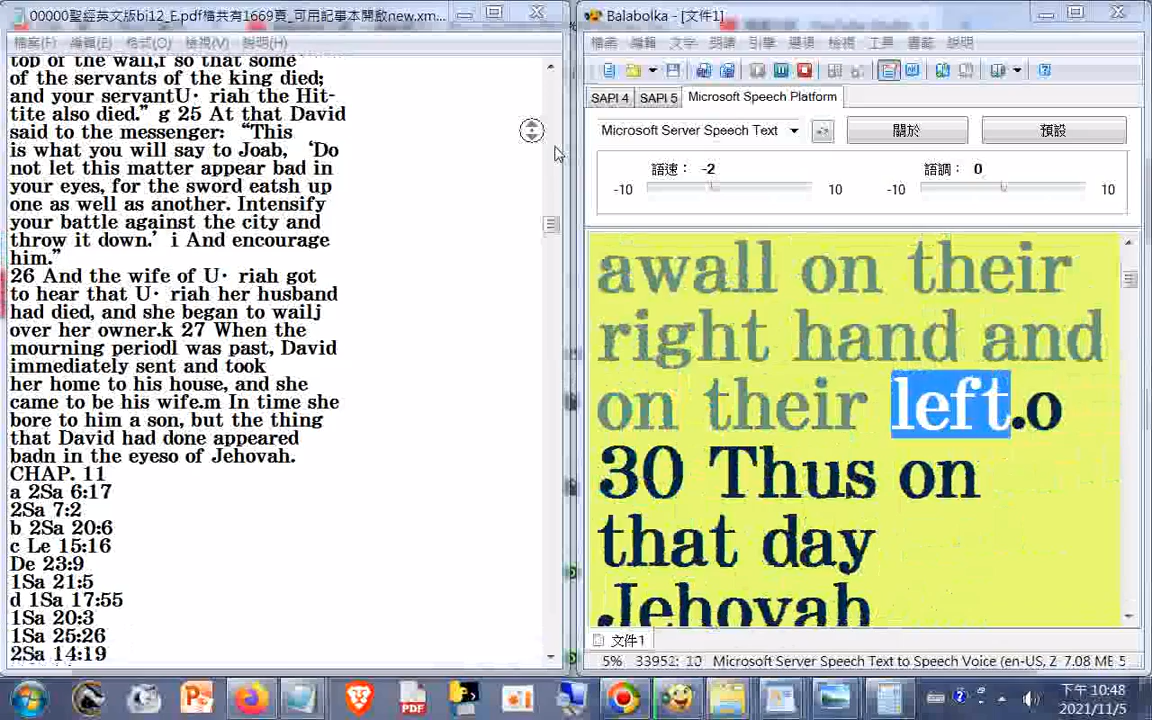 00000聖經英文版bi12_E.pdf檔共有1669頁_可用記事本開啟new.xm...
檔案(F) 編輯(E) 格式(O) 檢視(V) 說明(H)
top of the wall,f so that some
of the servants of the king died;
and your servantU· riah the Hit-
tite also died.” g 25 At that David
said to the messenger: “This
is what you will say to Joab, ‘Do
not let this matter appear bad in
your eyes, for the sword eatsh up
one as well as another. Intensify
your battle against the city and
throw it down.’ i And encourage
him.”
26 And the wife of U· riah got
to hear that U· riah her husband
had died, and she began to wailj
over her owner.k 27 When the
mourning periodl was past, David
immediately sent and took
her home to his house, and she
came to be his wife.m In time she
bore to him a son, but the thing
that David had done appeared
badn in the eyeso of Jehovah.
CHAP. 11
a 2Sa 6:17
2Sa 7:2
b 2Sa 20:6
c Le 15:16
De 23:9
1Sa 21:5
d 1Sa 17:55
1Sa 20:3
1Sa 25:26
2Sa 14:19
Balabolka - [文件1]
檔案 編輯 文字 閱讀 引擎 選項 檢視 工具 書籤 說明
SAPI 4 SAPI 5 Microsoft Speech Platform
Microsoft Server Speech Text 關於 預設
語速： -2 語調： 0
-10 10 -10 10
awall on their
right hand and
on their left.o
30 Thus on
that day
Jehovah
文件1
5% 33952: 10 Microsoft Server Speech Text to Speech Voice (en-US, Z 7.08 MB 5
PDF
下午 10:48
2021/11/5